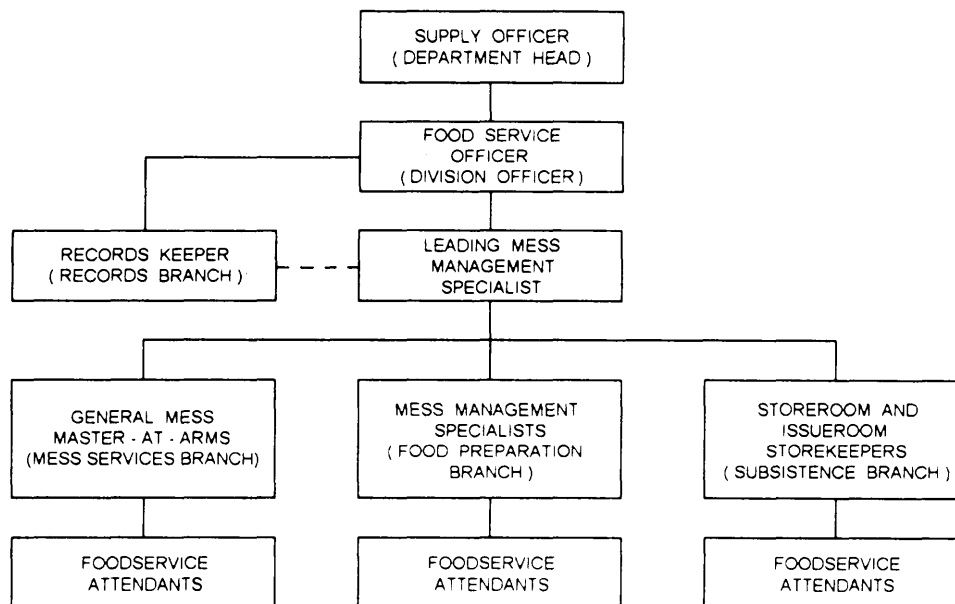 SUPPLY OFFICER
( DEPARTMENT HEAD )
FOOD SERVICE
OFFICER
( DIVISION OFFICER )
RECORDS KEEPER
( RECORDS BRANCH )
LEADING MESS
MANAGEMENT
SPECIALIST
GENERAL MESS
MASTER - AT - ARMS
(MESS SERVICES BRANCH)
MESS MANAGEMENT
SPECIALISTS
( FOOD PREPARATION
BRANCH )
STOREROOM AND
ISSUEROOM
STOREKEEPERS
( SUBSISTENCE BRANCH )
FOODSERVICE
ATTENDANTS
FOODSERVICE
ATTENDANTS
FOODSERVICE
ATTENDANTS